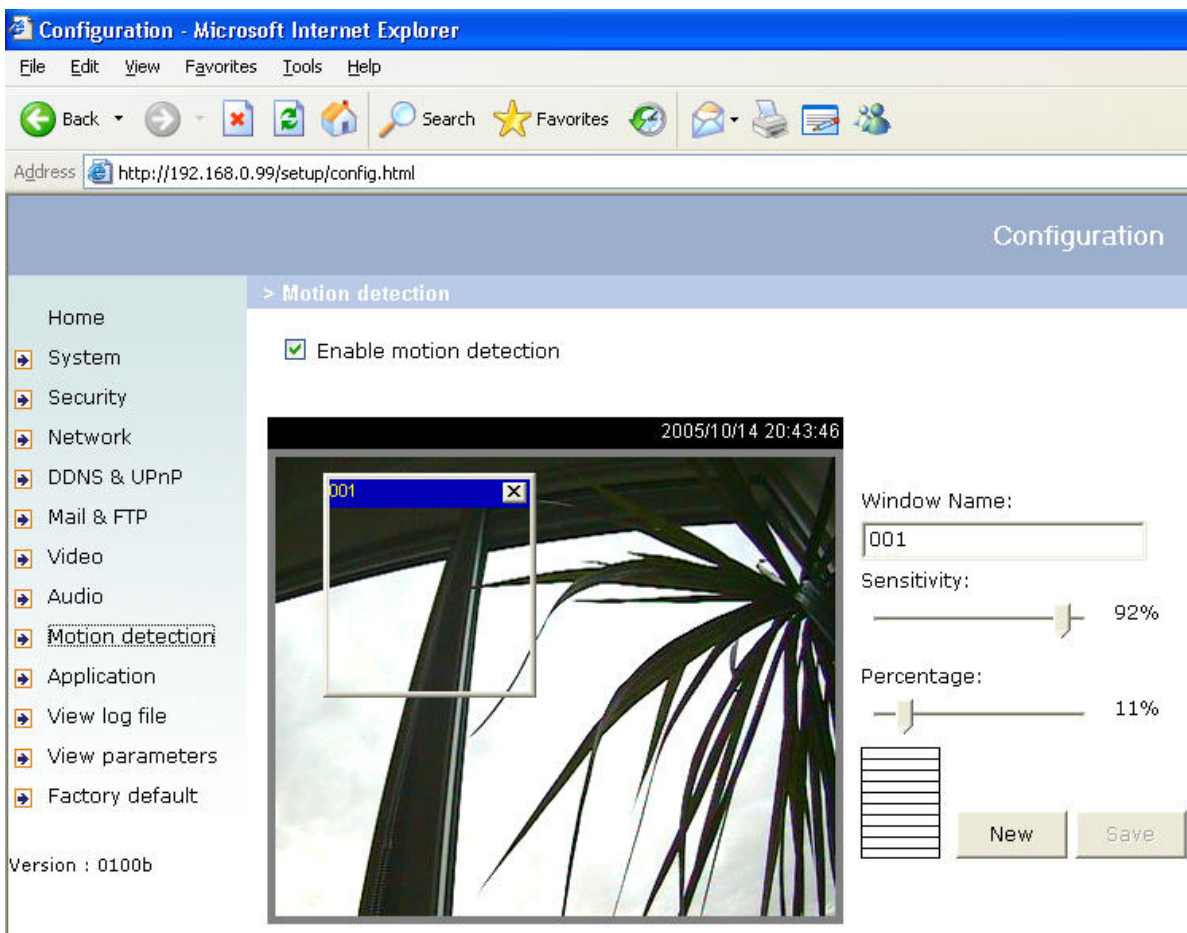 Configuration - Microsoft Internet Explorer
File Edit View Favorites Tools Help
Back Search Favorites
Address http://192.168.0.99/setup/config.html
Configuration
> Motion detection
Home
System
Security
Network
DDNS & UPnP
Mail & FTP
Video
Audio
Motion detection
Application
View log file
View parameters
Factory default
Version : 0100b
Enable motion detection
2005/10/14 20:43:46
001
Window Name:
001
Sensitivity:
92%
Percentage:
11%
New Save